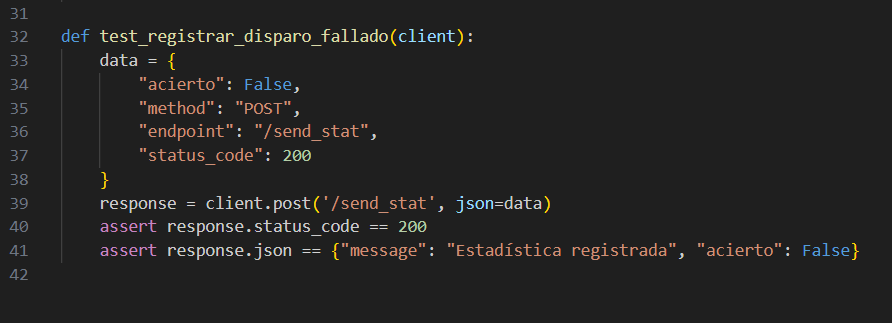 31
32 def test_registrar_disparo_fallado(client):
33     data = {
34         "acierto": False,
35         "method": "POST",
36         "endpoint": "/send_stat",
37         "status_code": 200
38     }
39     response = client.post('/send_stat', json=data)
40     assert response.status_code == 200
41     assert response.json == {"message": "Estadística registrada", "acierto": False}
42